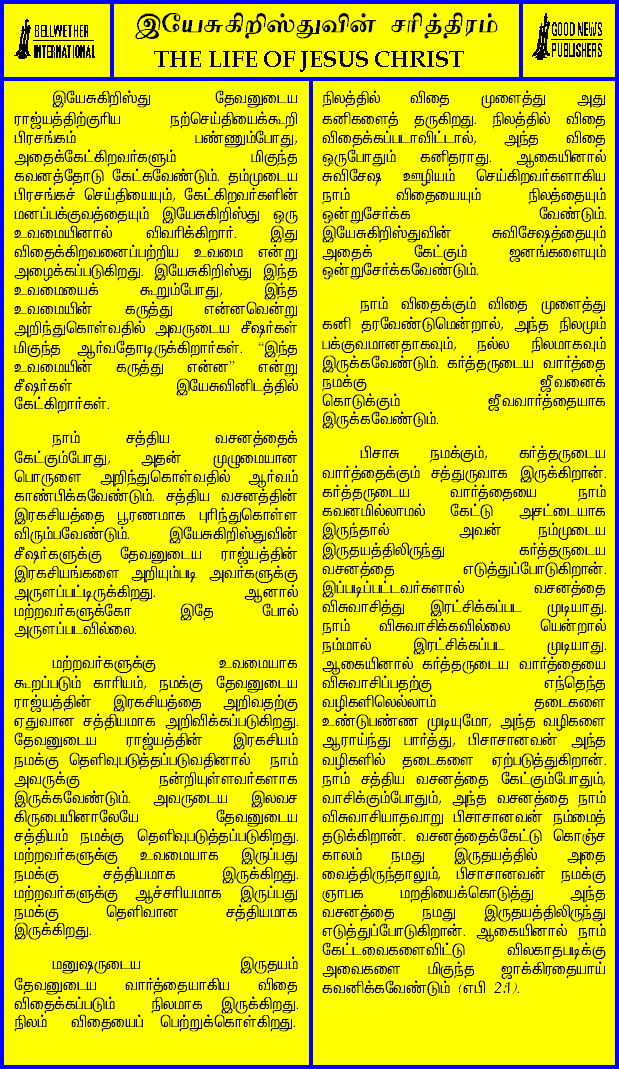 BELLWETHER
INTERNATIONAL
இயேசுகிறிஸ்துவின் சரித்திரம்
THE LIFE OF JESUS CHRIST
GOOD NEWS
PUBLISHERS
இயேசுகிறிஸ்து தேவனுடைய
ராஜ்யத்திற்குரிய நற்செய்தியைக்கூறி
பிரசங்கம் பண்ணும்போது,
அதைக்கேட்கிறவர்களும் மிகுந்த
கவனத்தோடு கேட்கவேண்டும். தம்முடைய
பிரசங்கச் செய்தியையும், கேட்கிறவர்களின்
மனப்பக்குவத்தையும் இயேசுகிறிஸ்து ஒரு
உவமையினால் விவரிக்கிறார். இது
விதைக்கிறவனைப்பற்றிய உவமை என்று
அழைக்கப்படுகிறது. இயேசுகிறிஸ்து இந்த
உவமையைக் கூறும்போது, இந்த
உவமையின் கருத்து என்னவென்று
அறிந்துகொள்வதில் அவருடைய சீஷர்கள்
மிகுந்த ஆர்வதோடிருக்கிறார்கள். “இந்த
உவமையின் கருத்து என்ன” என்று
சீஷர்கள் இயேசுவினிடத்தில்
கேட்கிறார்கள்.
நாம் சத்திய வசனத்தைக்
கேட்கும்போது, அதன் முழுமையான
பொருளை அறிந்துகொள்வதில் ஆர்வம்
காண்பிக்கவேண்டும். சத்திய வசனத்தின்
இரகசியத்தை பூரணமாக புரிந்துகொள்ள
விரும்பவேண்டும். இயேசுகிறிஸ்துவின்
சீஷர்களுக்கு தேவனுடைய ராஜ்யத்தின்
இரகசியங்களை அறியும்படி அவர்களுக்கு
அருளப்பட்டிருக்கிறது. ஆனால்
மற்றவர்களுக்கோ இதே போல்
அருளப்படவில்லை.
மற்றவர்களுக்கு உவமையாக
கூறப்படும் காரியம், நமக்கு தேவனுடைய
ராஜ்யத்தின் இரகசியத்தை அறிவதற்கு
ஏதுவான சத்தியமாக அறிவிக்கப்படுகிறது.
தேவனுடைய ராஜ்யத்தின் இரகசியம்
நமக்கு தெளிவுபடுத்தப்படுவதினால் நாம்
அவருக்கு நன்றியுள்ளவர்களாக
இருக்கவேண்டும். அவருடைய இலவச
கிருபையினாலேயே தேவனுடைய
சத்தியம் நமக்கு தெளிவுபடுத்தப்படுகிறது.
மற்றவர்களுக்கு உவமையாக இருப்பது
நமக்கு சத்தியமாக இருக்கிறது.
மற்றவர்களுக்கு ஆச்சரியமாக இருப்பது
நமக்கு தெளிவான சத்தியமாக
இருக்கிறது.
மனுஷருடைய இருதயம்
தேவனுடைய வார்த்தையாகிய விதை
விதைக்கப்படும் நிலமாக இருக்கிறது.
நிலம் விதையைப் பெற்றுக்கொள்கிறது.
நிலத்தில் விதை முளைத்து அது
கனிகளைத் தருகிறது. நிலத்தில் விதை
விதைக்கப்படாவிட்டால், அந்த விதை
ஒருபோதும் கனிதராது. ஆகையினால்
சுவிசேஷ ஊழியம் செய்கிறவர்களாகிய
நாம் விதையையும் நிலத்தையும்
ஒன்றுசேர்க்க வேண்டும்.
இயேசுகிறிஸ்துவின் சுவிசேஷத்தையும்
அதைக் கேட்கும் ஜனங்களையும்
ஒன்றுசேர்க்கவேண்டும்.
நாம் விதைக்கும் விதை முளைத்து
கனி தரவேண்டுமென்றால், அந்த நிலமும்
பக்குவமானதாகவும், நல்ல நிலமாகவும்
இருக்கவேண்டும். கர்த்தருடைய வார்த்தை
நமக்கு ஜீவனைக்
கொடுக்கும் ஜீவவார்த்தையாக
இருக்கவேண்டும்.
பிசாசு நமக்கும், கர்த்தருடைய
வார்த்தைக்கும் சத்துருவாக இருக்கிறான்.
கர்த்தருடைய வார்த்தையை நாம்
கவனமில்லாமல் கேட்டு அசட்டையாக
இருந்தால் அவன் நம்முடைய
இருதயத்திலிருந்து கர்த்தருடைய
வசனத்தை எடுத்துப்போடுகிறான்.
இப்படிப்பட்டவர்களால் வசனத்தை
விசுவாசித்து இரட்சிக்கப்பட முடியாது.
நாம் விசுவாசிக்கவில்லை யென்றால்
நம்மால் இரட்சிக்கப்பட முடியாது.
ஆகையினால் கர்த்தருடைய வார்த்தையை
விசுவாசிப்பதற்கு எந்தெந்த
வழிகளிலெல்லாம் தடைகளை
உண்டுபண்ண முடியுமோ, அந்த வழிகளை
ஆராய்ந்து பார்த்து, பிசாசானவன் அந்த
வழிகளில் தடைகளை ஏற்படுத்துகிறான்.
நாம் சத்திய வசனத்தை கேட்கும்போதும்,
வாசிக்கும்போதும், அந்த வசனத்தை நாம்
விசுவாசியாதவாறு பிசாசானவன் நம்மைத்
தடுக்கிறான். வசனத்தைக்கேட்டு கொஞ்ச
காலம் நமது இருதயத்தில் அதை
வைத்திருந்தாலும், பிசாசானவன் நமக்கு
ஞாபக மறதியைக்கொடுத்து அந்த
வசனத்தை நமது இருதயத்திலிருந்து
எடுத்துப்போடுகிறான். ஆகையினால் நாம்
கேட்டவைகளைவிட்டு விலகாதபடிக்கு
அவைகளை மிகுந்த ஜாக்கிரதையாய்
கவனிக்கவேண்டும் (எபி 2:1).